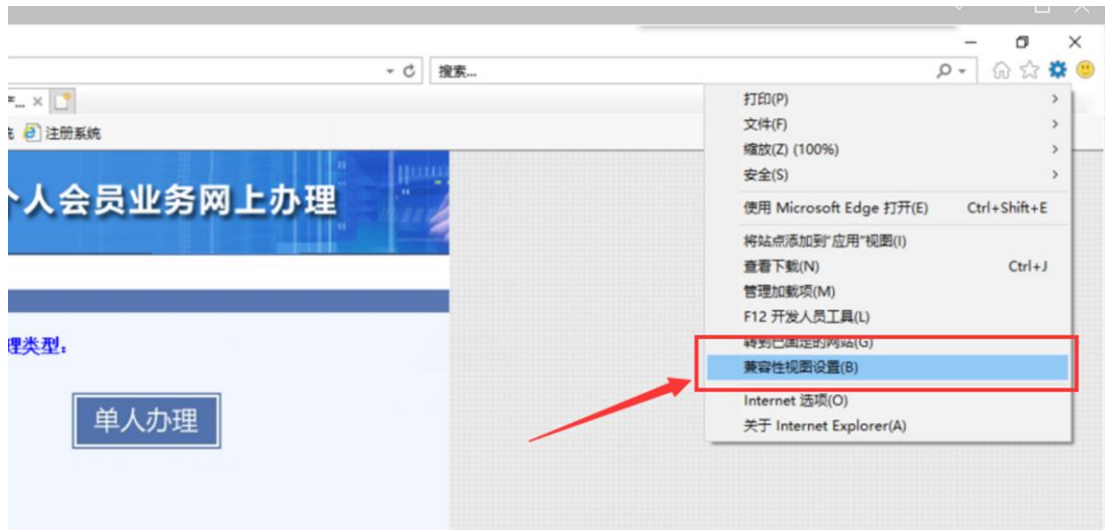 搜索...
注册系统
人会员业务网上办理
理类型：
单人办理
打印(P)
文件(F)
缩放(Z) (100%)
安全(S)
使用 Microsoft Edge 打开(E) Ctrl+Shift+E
将站点添加到"应用"视图(I)
查看下载(N) Ctrl+J
管理加载项(M)
F12 开发人员工具(L)
转到已固定的网站(G)
兼容性视图设置(B)
Internet 选项(O)
关于 Internet Explorer(A)